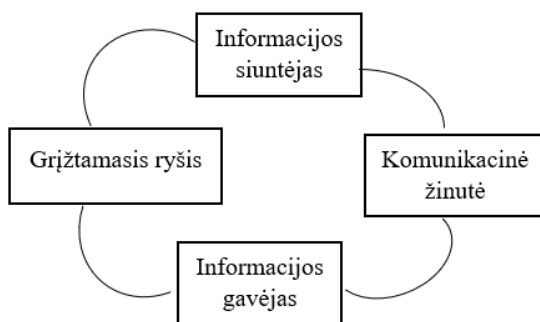 Informacijos
siuntėjas
Grįžtamasis ryšis
Komunikacinė
žinutė
Informacijos
gavėjas